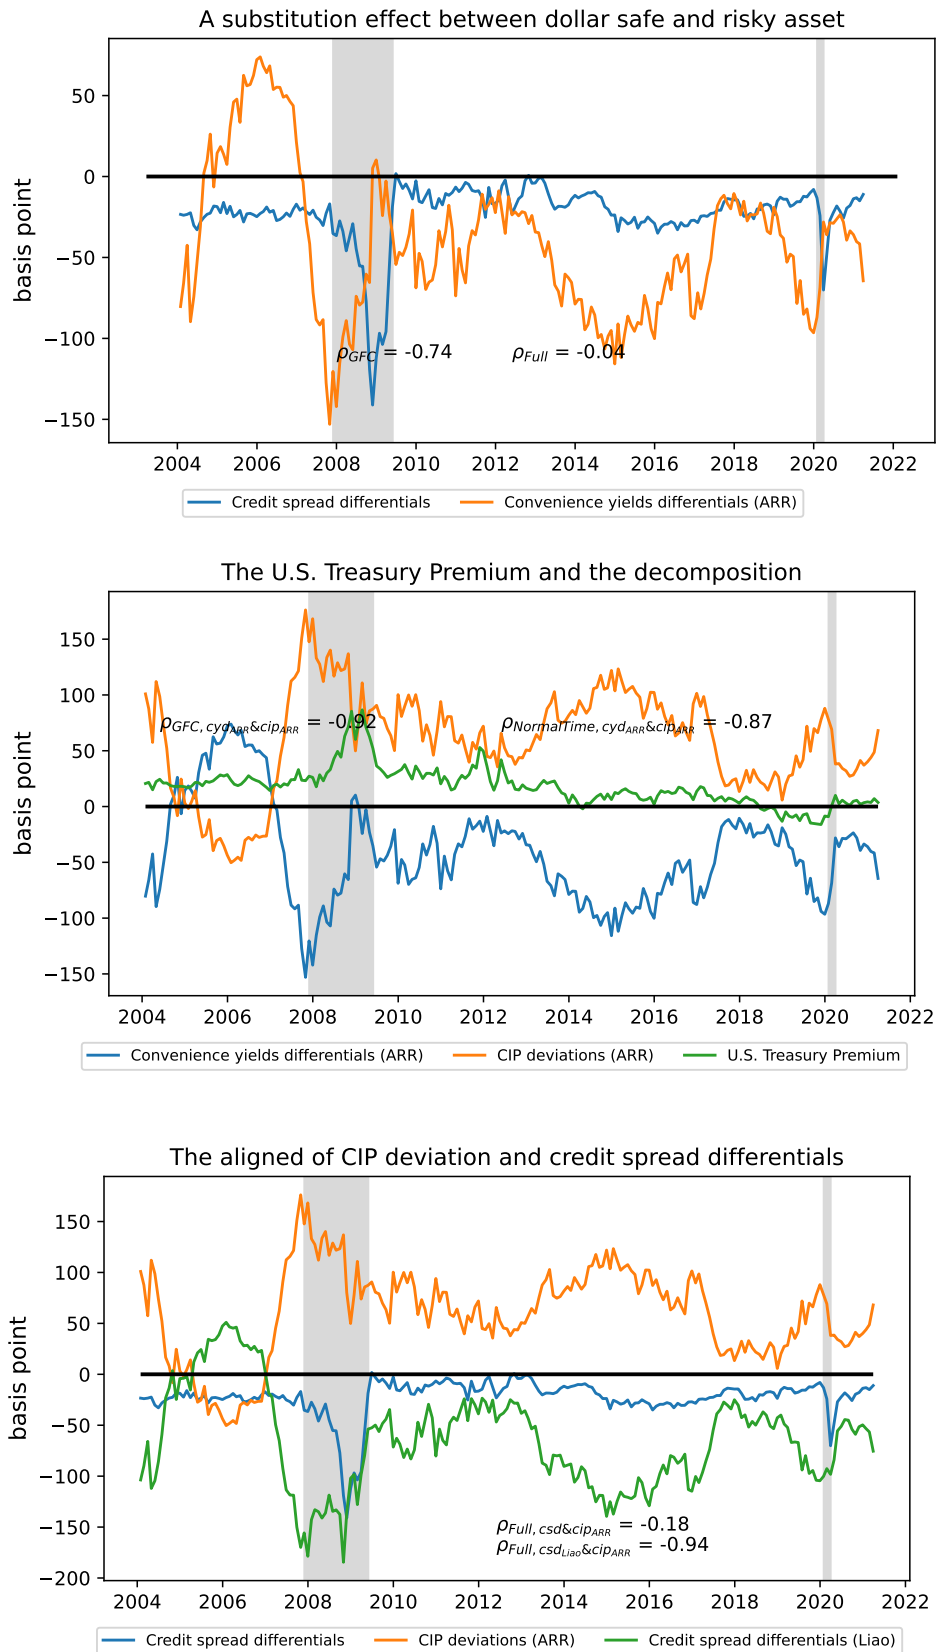 A substitution effect between dollar safe and risky asset
50
0
−50
−100
−150
basis point
ρGFC = -0.74 ρFull = -0.04
2004 2006 2008 2010 2012 2014 2016 2018 2020 2022
Credit spread differentials Convenience yields differentials (ARR)
The U.S. Treasury Premium and the decomposition
150
100
50
0
−50
−100
−150
basis point
ρGFC, cydARR&cipARR = -0.92 ρNormalTime, cydARR&cipARR = -0.87
2004 2006 2008 2010 2012 2014 2016 2018 2020 2022
Convenience yields differentials (ARR) CIP deviations (ARR) U.S. Treasury Premium
The aligned of CIP deviation and credit spread differentials
150
100
50
0
−50
−100
−150
−200
basis point
ρFull, csd&cipARR = -0.18
ρFull, csdLiao&cipARR = -0.94
2004 2006 2008 2010 2012 2014 2016 2018 2020 2022
Credit spread differentials CIP deviations (ARR) Credit spread differentials (Liao)